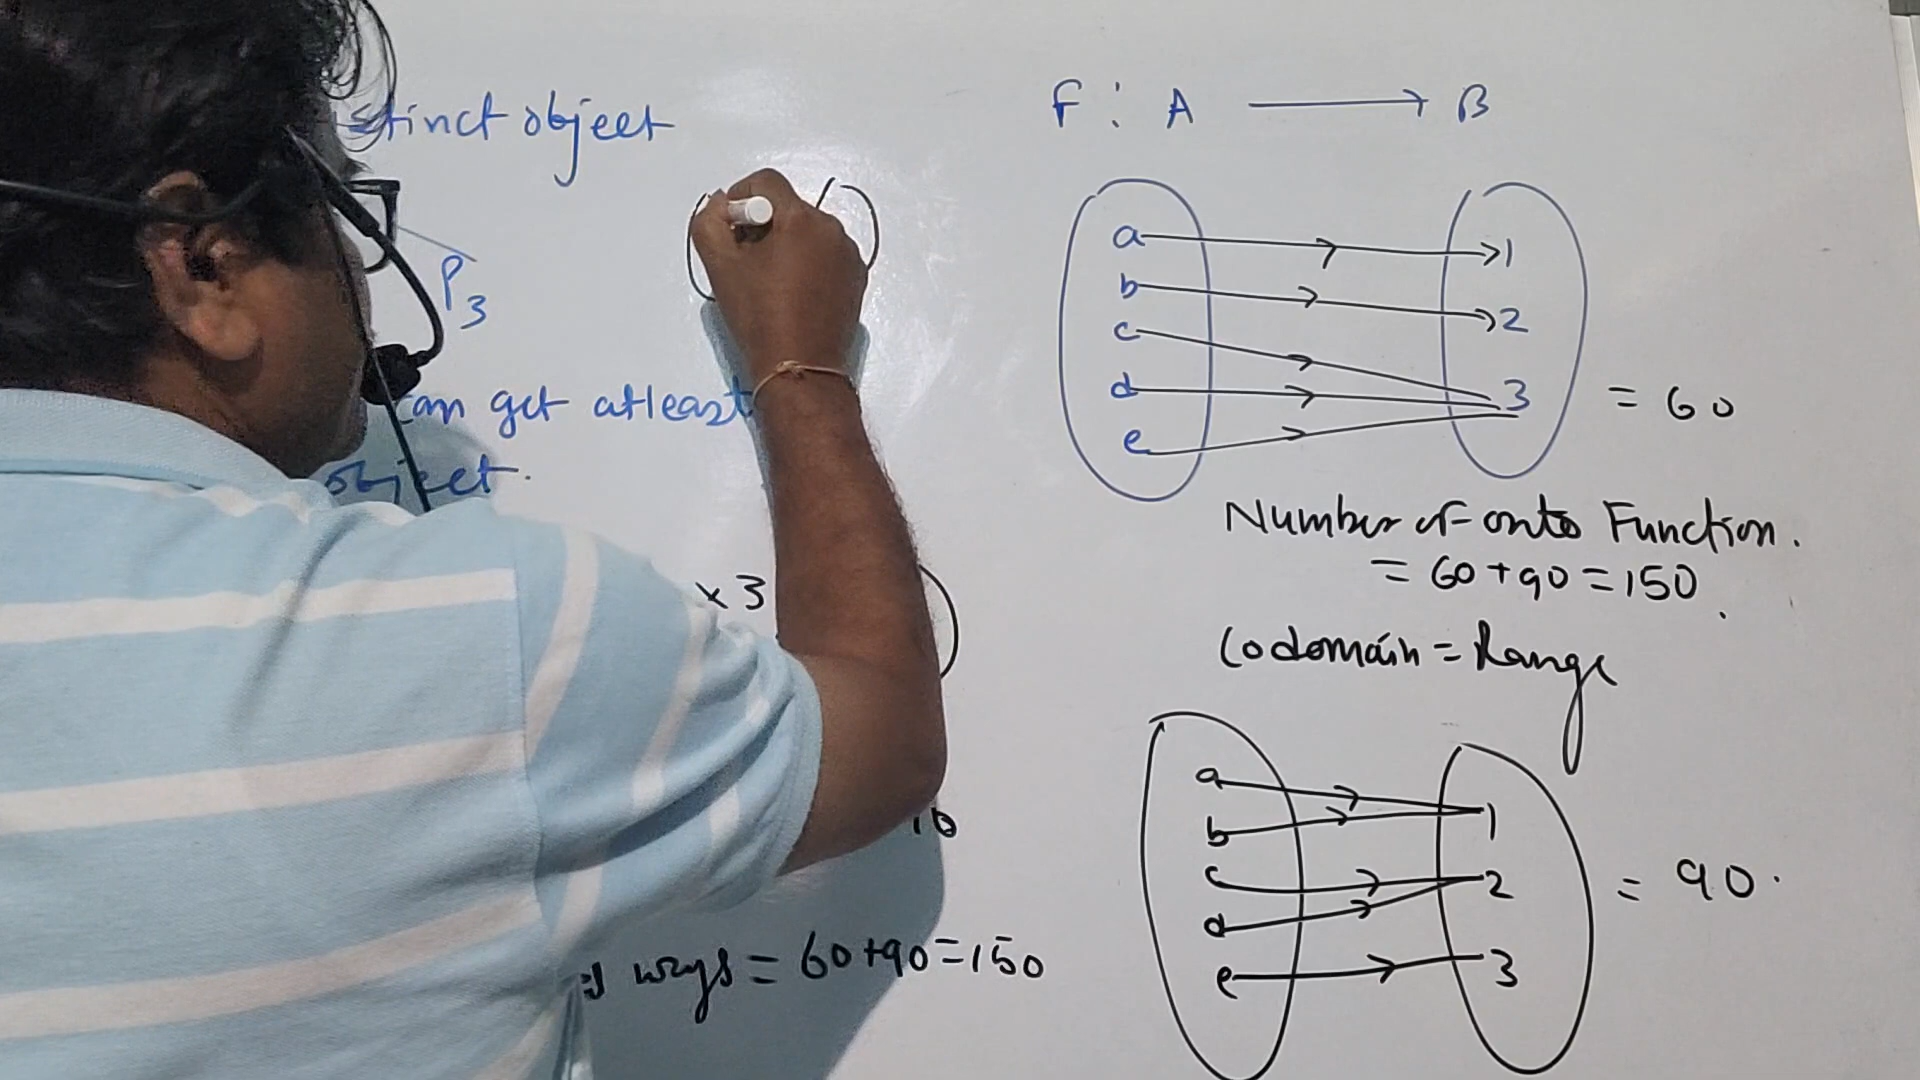 stinct object
P3
can get atleast
object.
x 3
10
ways = 60+90=150
F : A → B
a 1
b 2
c
d 3 = 60
e
Number of onto Function.
= 60+90=150.
Codomain = Range
a
b 1
c 2 = 90.
d
e 3